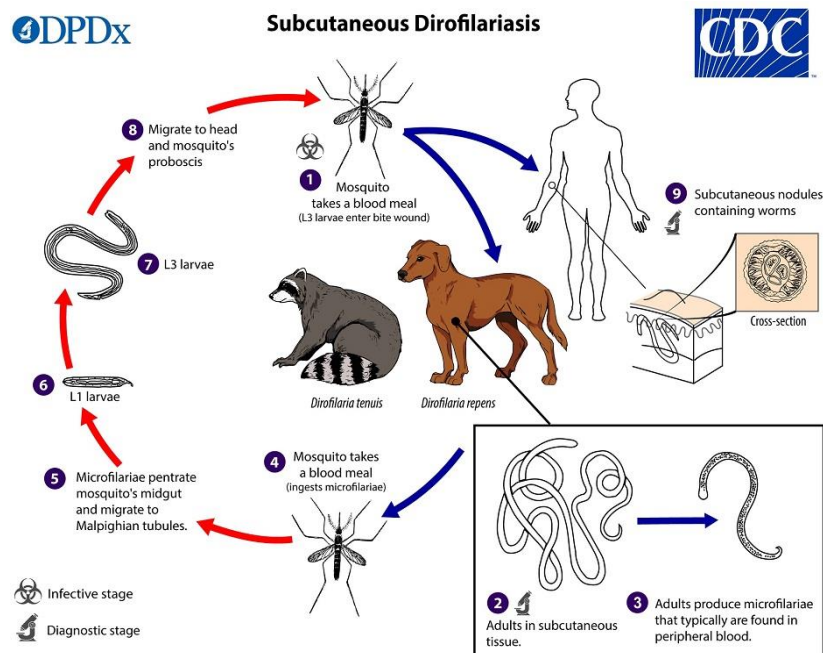 DPDx
Subcutaneous Dirofilariasis
CDC
TM
8 Migrate to head
and mosquito's
proboscis
1
Mosquito
takes a blood meal
(L3 larvae enter bite wound)
9 Subcutaneous nodules
containing worms
7 L3 larvae
Cross-section
6
L1 larvae
Dirofilaria tenuis
Dirofilaria repens
4 Mosquito takes
a blood meal
(ingests microfilariae)
5 Microfilariae pentrate
mosquito's midgut
and migrate to
Malpighian tubules.
2
Adults in subcutaneous
tissue.
3 Adults produce microfilariae
that typically are found in
peripheral blood.
Infective stage
Diagnostic stage